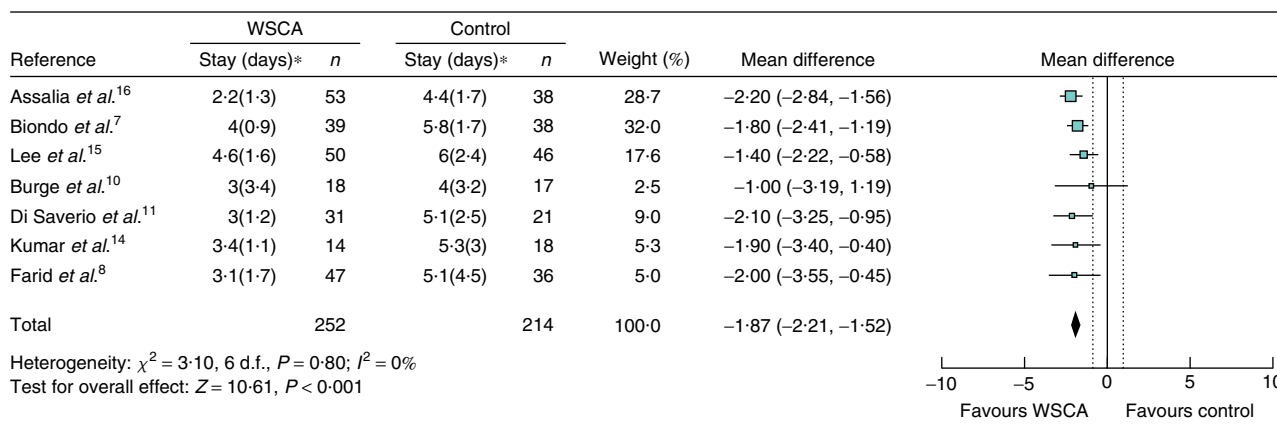 WSCA Control
Reference Stay (days)* n Stay (days)* n Weight (%) Mean difference Mean difference
Assalia et al.16 2·2(1·3) 53 4·4(1·7) 38 28·7 −2·20 (−2·84, −1·56)
Biondo et al.7 4(0·9) 39 5·8(1·7) 38 32·0 −1·80 (−2·41, −1·19)
Lee et al.15 4·6(1·6) 50 6(2·4) 46 17·6 −1·40 (−2·22, −0·58)
Burge et al.10 3(3·4) 18 4(3·2) 17 2·5 −1·00 (−3·19, 1·19)
Di Saverio et al.11 3(1·2) 31 5·1(2·5) 21 9·0 −2·10 (−3·25, −0·95)
Kumar et al.14 3·4(1·1) 14 5·3(3) 18 5·3 −1·90 (−3·40, −0·40)
Farid et al.8 3·1(1·7) 47 5·1(4·5) 36 5·0 −2·00 (−3·55, −0·45)
Total 252 214 100·0 −1·87 (−2·21, −1·52)
Heterogeneity: χ2 = 3·10, 6 d.f., P = 0·80; I2 = 0%
Test for overall effect: Z = 10·61, P < 0·001
−10 −5 0 5 10
Favours WSCA Favours control